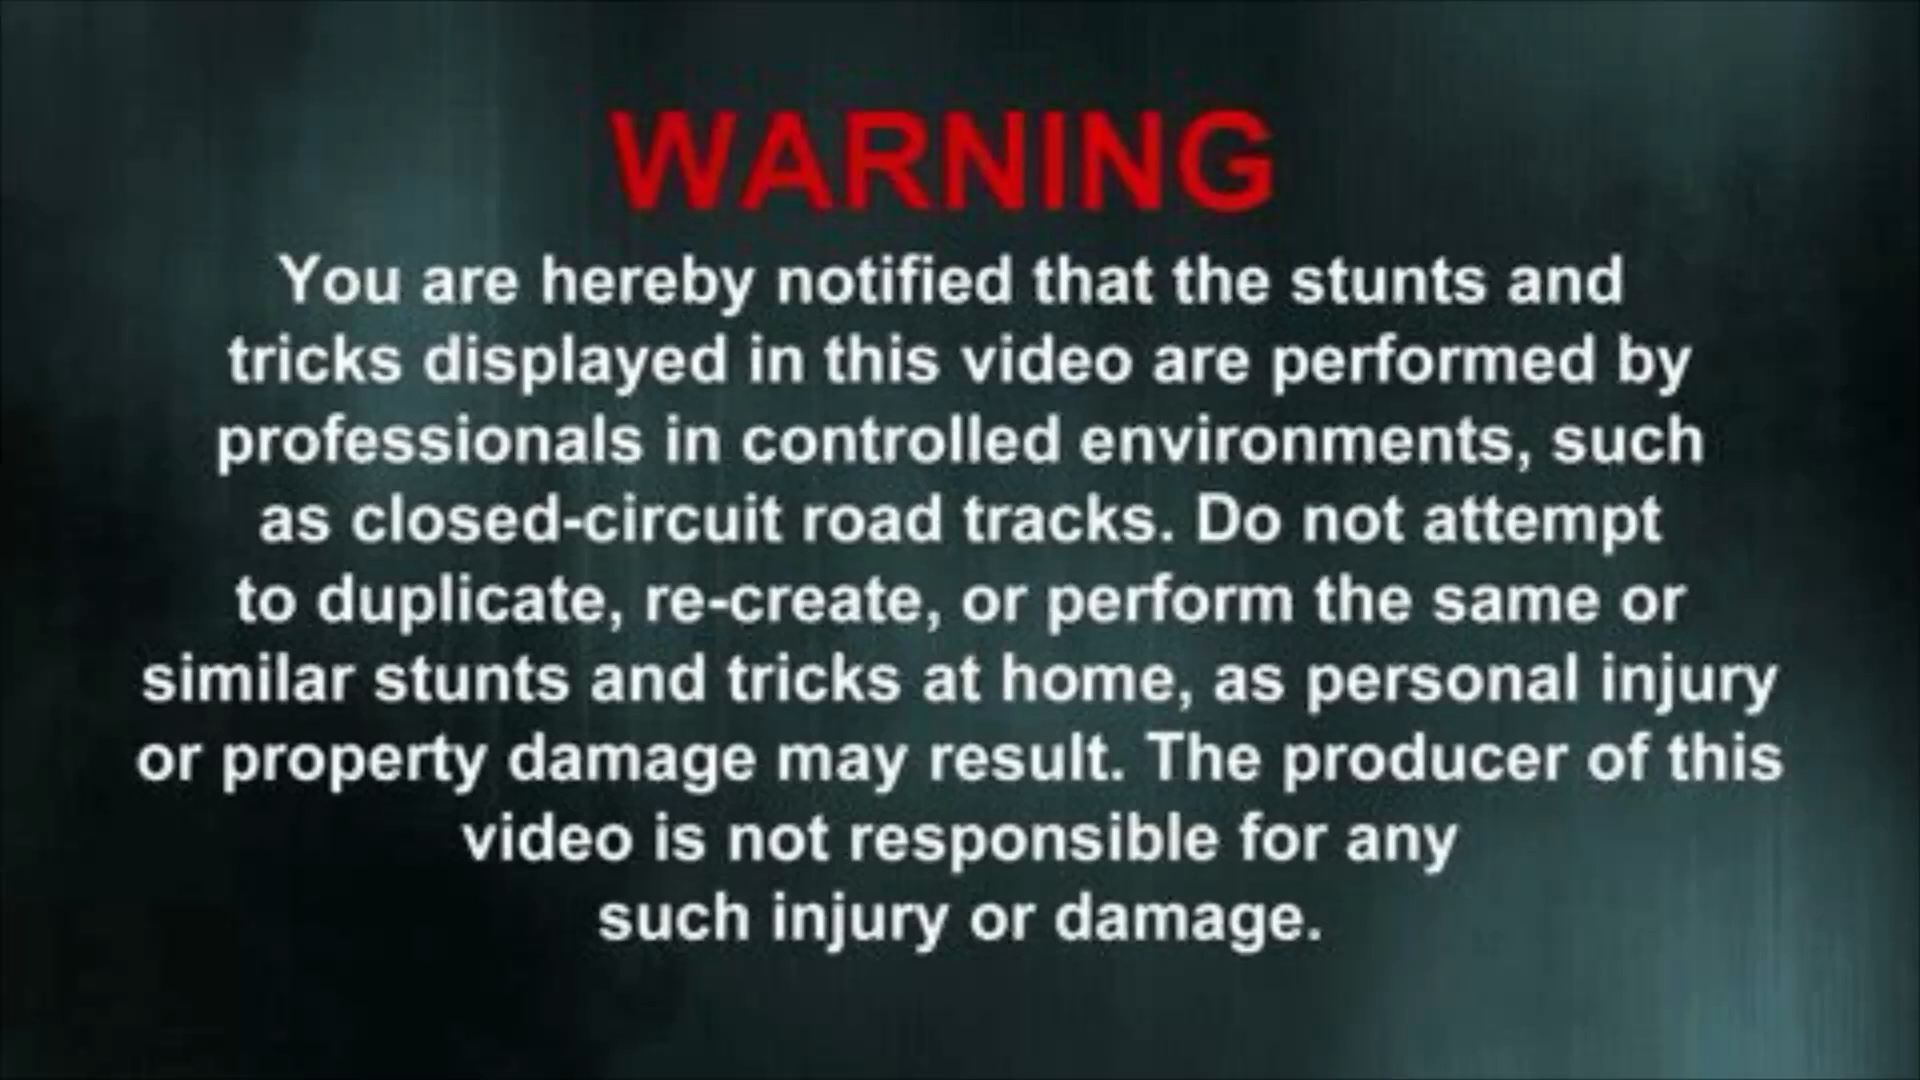 WARNING
You are hereby notified that the stunts and
tricks displayed in this video are performed by
professionals in controlled environments, such
as closed-circuit road tracks. Do not attempt
to duplicate, re-create, or perform the same or
similar stunts and tricks at home, as personal injury
or property damage may result. The producer of this
video is not responsible for any
such injury or damage.